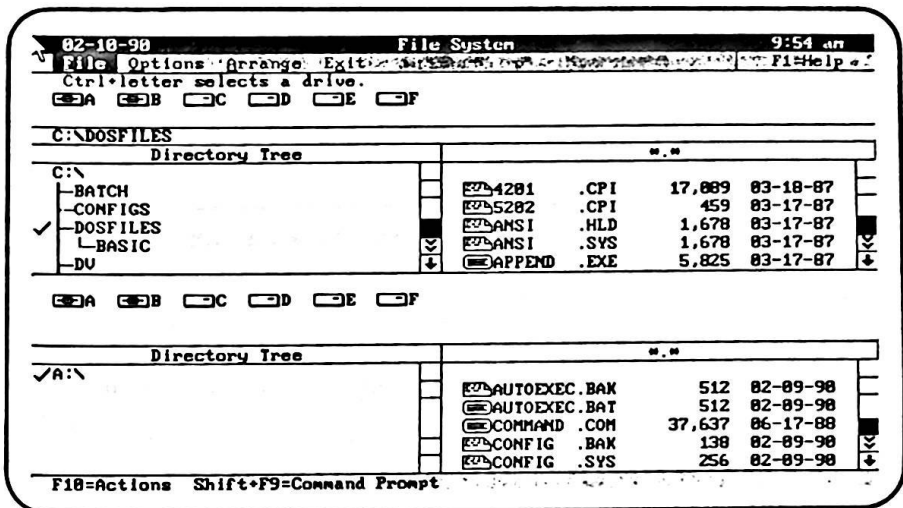 02-10-90 File System 9:54 am
File Options Arrange Exit F1=Help
Ctrl+letter selects a drive.
A B C D E F
C:\DOSFILES
Directory Tree *.*
C:\
BATCH 4201 .CPI 17,089 03-18-87
CONFIGS 5202 .CPI 459 03-17-87
DOSFILES ANSI .HLD 1,678 03-17-87
BASIC ANSI .SYS 1,678 03-17-87
DV APPEND .EXE 5,825 03-17-87
A B C D E F
Directory Tree *.*
A:\
AUTOEXEC.BAK 512 02-09-90
AUTOEXEC.BAT 512 02-09-90
COMMAND .COM 37,637 06-17-88
CONFIG .BAK 138 02-09-90
CONFIG .SYS 256 02-09-90
F10=Actions Shift+F9=Command Prompt